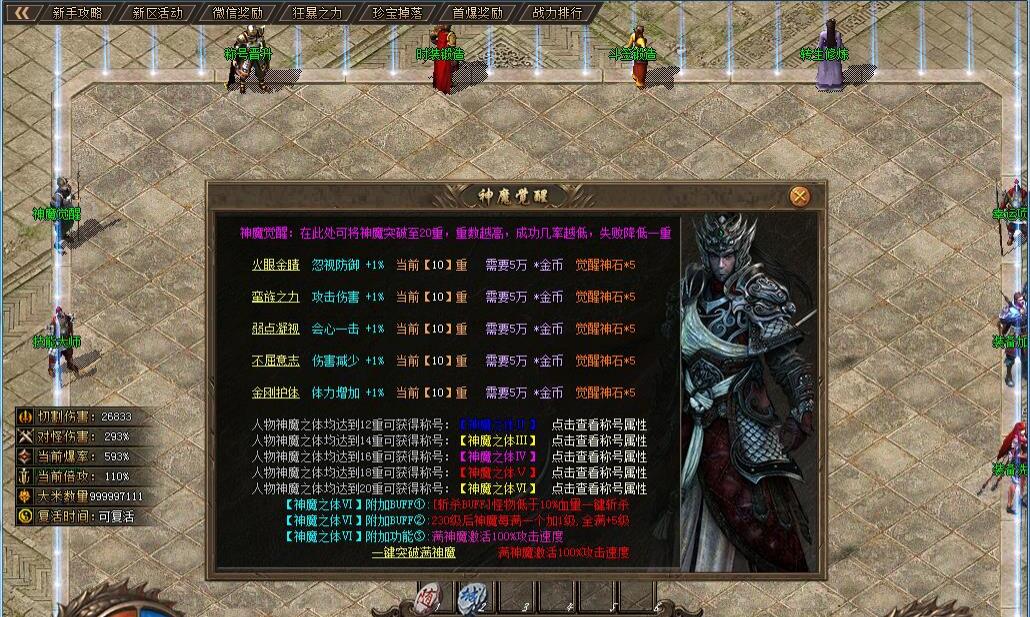 新手攻略 新区活动 微信奖励 狂暴之力 珍宝掉落 首爆奖励 战力排行
称号晋升 时装锻造 斗笠锻造 转生修炼
神魔觉醒
神魔觉醒
神魔觉醒：在此处可将神魔突破至20重，重数越高，成功几率越低，失败降低一重
火眼金睛 忽视防御 +1% 当前【10】重 需要5万 *金币 觉醒神石*5
蛮族之力 攻击伤害 +1% 当前【10】重 需要5万 *金币 觉醒神石*5
弱点凝视 会心一击 +1% 当前【10】重 需要5万 *金币 觉醒神石*5
技能大师
不屈意志 伤害减少 +1% 当前【10】重 需要5万 *金币 觉醒神石*5
金刚护体 体力增加 +1% 当前【10】重 需要5万 *金币 觉醒神石*5
人物神魔之体均达到12重可获得称号：【神魔之体II】 点击查看称号属性
人物神魔之体均达到14重可获得称号：【神魔之体III】 点击查看称号属性
人物神魔之体均达到16重可获得称号：【神魔之体IV】 点击查看称号属性
人物神魔之体均达到18重可获得称号：【神魔之体V】 点击查看称号属性
人物神魔之体均达到20重可获得称号：【神魔之体VI】 点击查看称号属性
【神魔之体VI】附加BUFF①：[斩杀BUFF]怪物低于10%血量一键斩杀
【神魔之体VI】附加BUFF②：230级后神魔每满一个加1级，全满+5级
【神魔之体VI】附加功能③：满神魔激活100%攻击速度
一键突破满神魔 满神魔激活100%攻击速度
切割伤害：26833
对怪伤害：293%
当前爆率：593%
当前倍攻：110%
大米数量999997111
复活时间：可复活
装备加
随 1 2 3 4 5 6